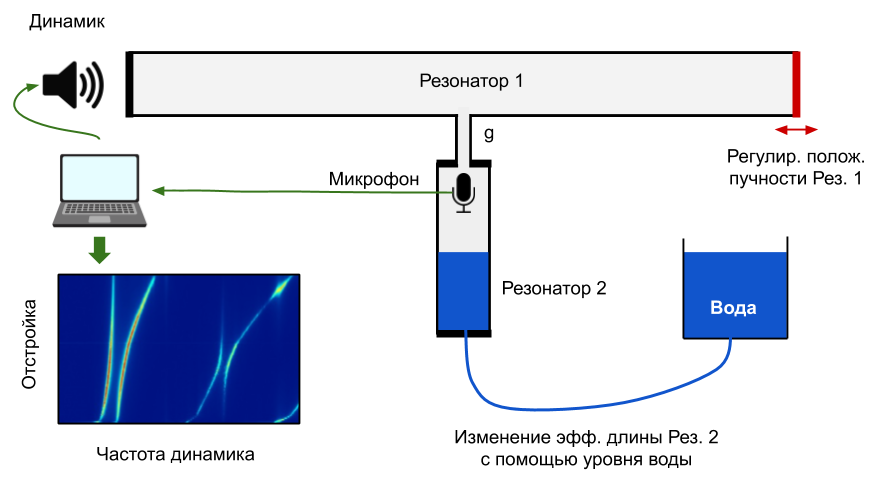 Динамик
Резонатор 1
g
Регулир. полож.
пучности Рез. 1
Микрофон
Резонатор 2
Вода
Отстройка
Частота динамика
Изменение эфф. длины Рез. 2
с помощью уровня воды